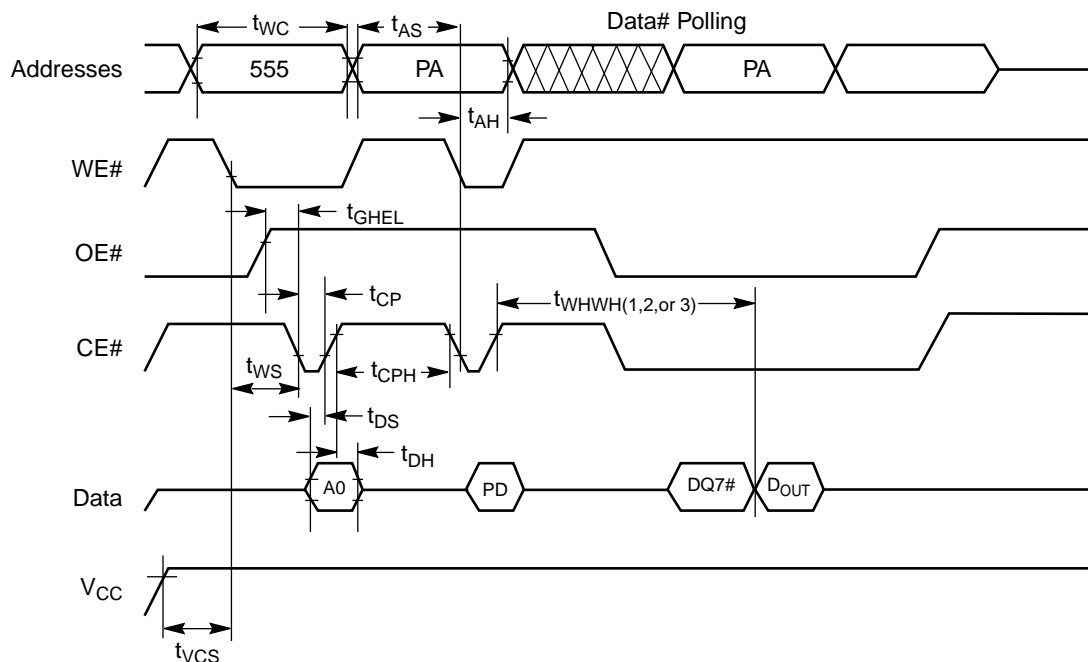 Data# Polling
tWC
tAS
Addresses
555
PA
PA
tAH
WE#
tGHEL
OE#
tCP
tWHWH(1,2,or 3)
CE#
tWS
tCPH
tDS
tDH
Data
A0
PD
DQ7#
DOUT
VCC
tVCS